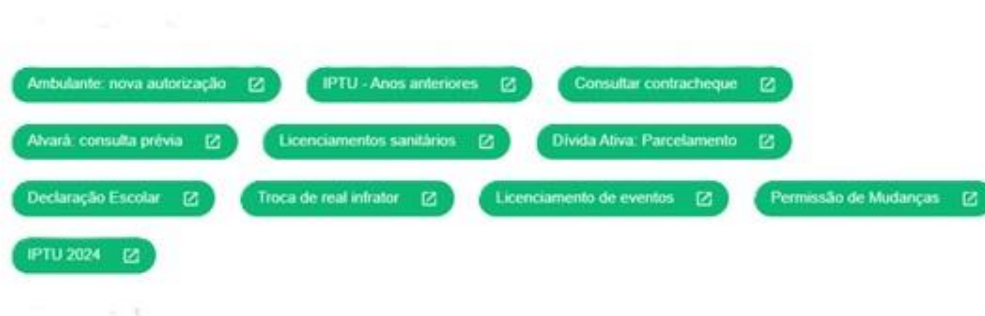 Ambulante: nova autorização IPTU - Anos anteriores Consultar contracheque
Alvará: consulta prévia Licenciamentos sanitários Dívida Ativa: Parcelamento
Declaração Escolar Troca de real infrator Licenciamento de eventos Permissão de Mudanças
IPTU 2024